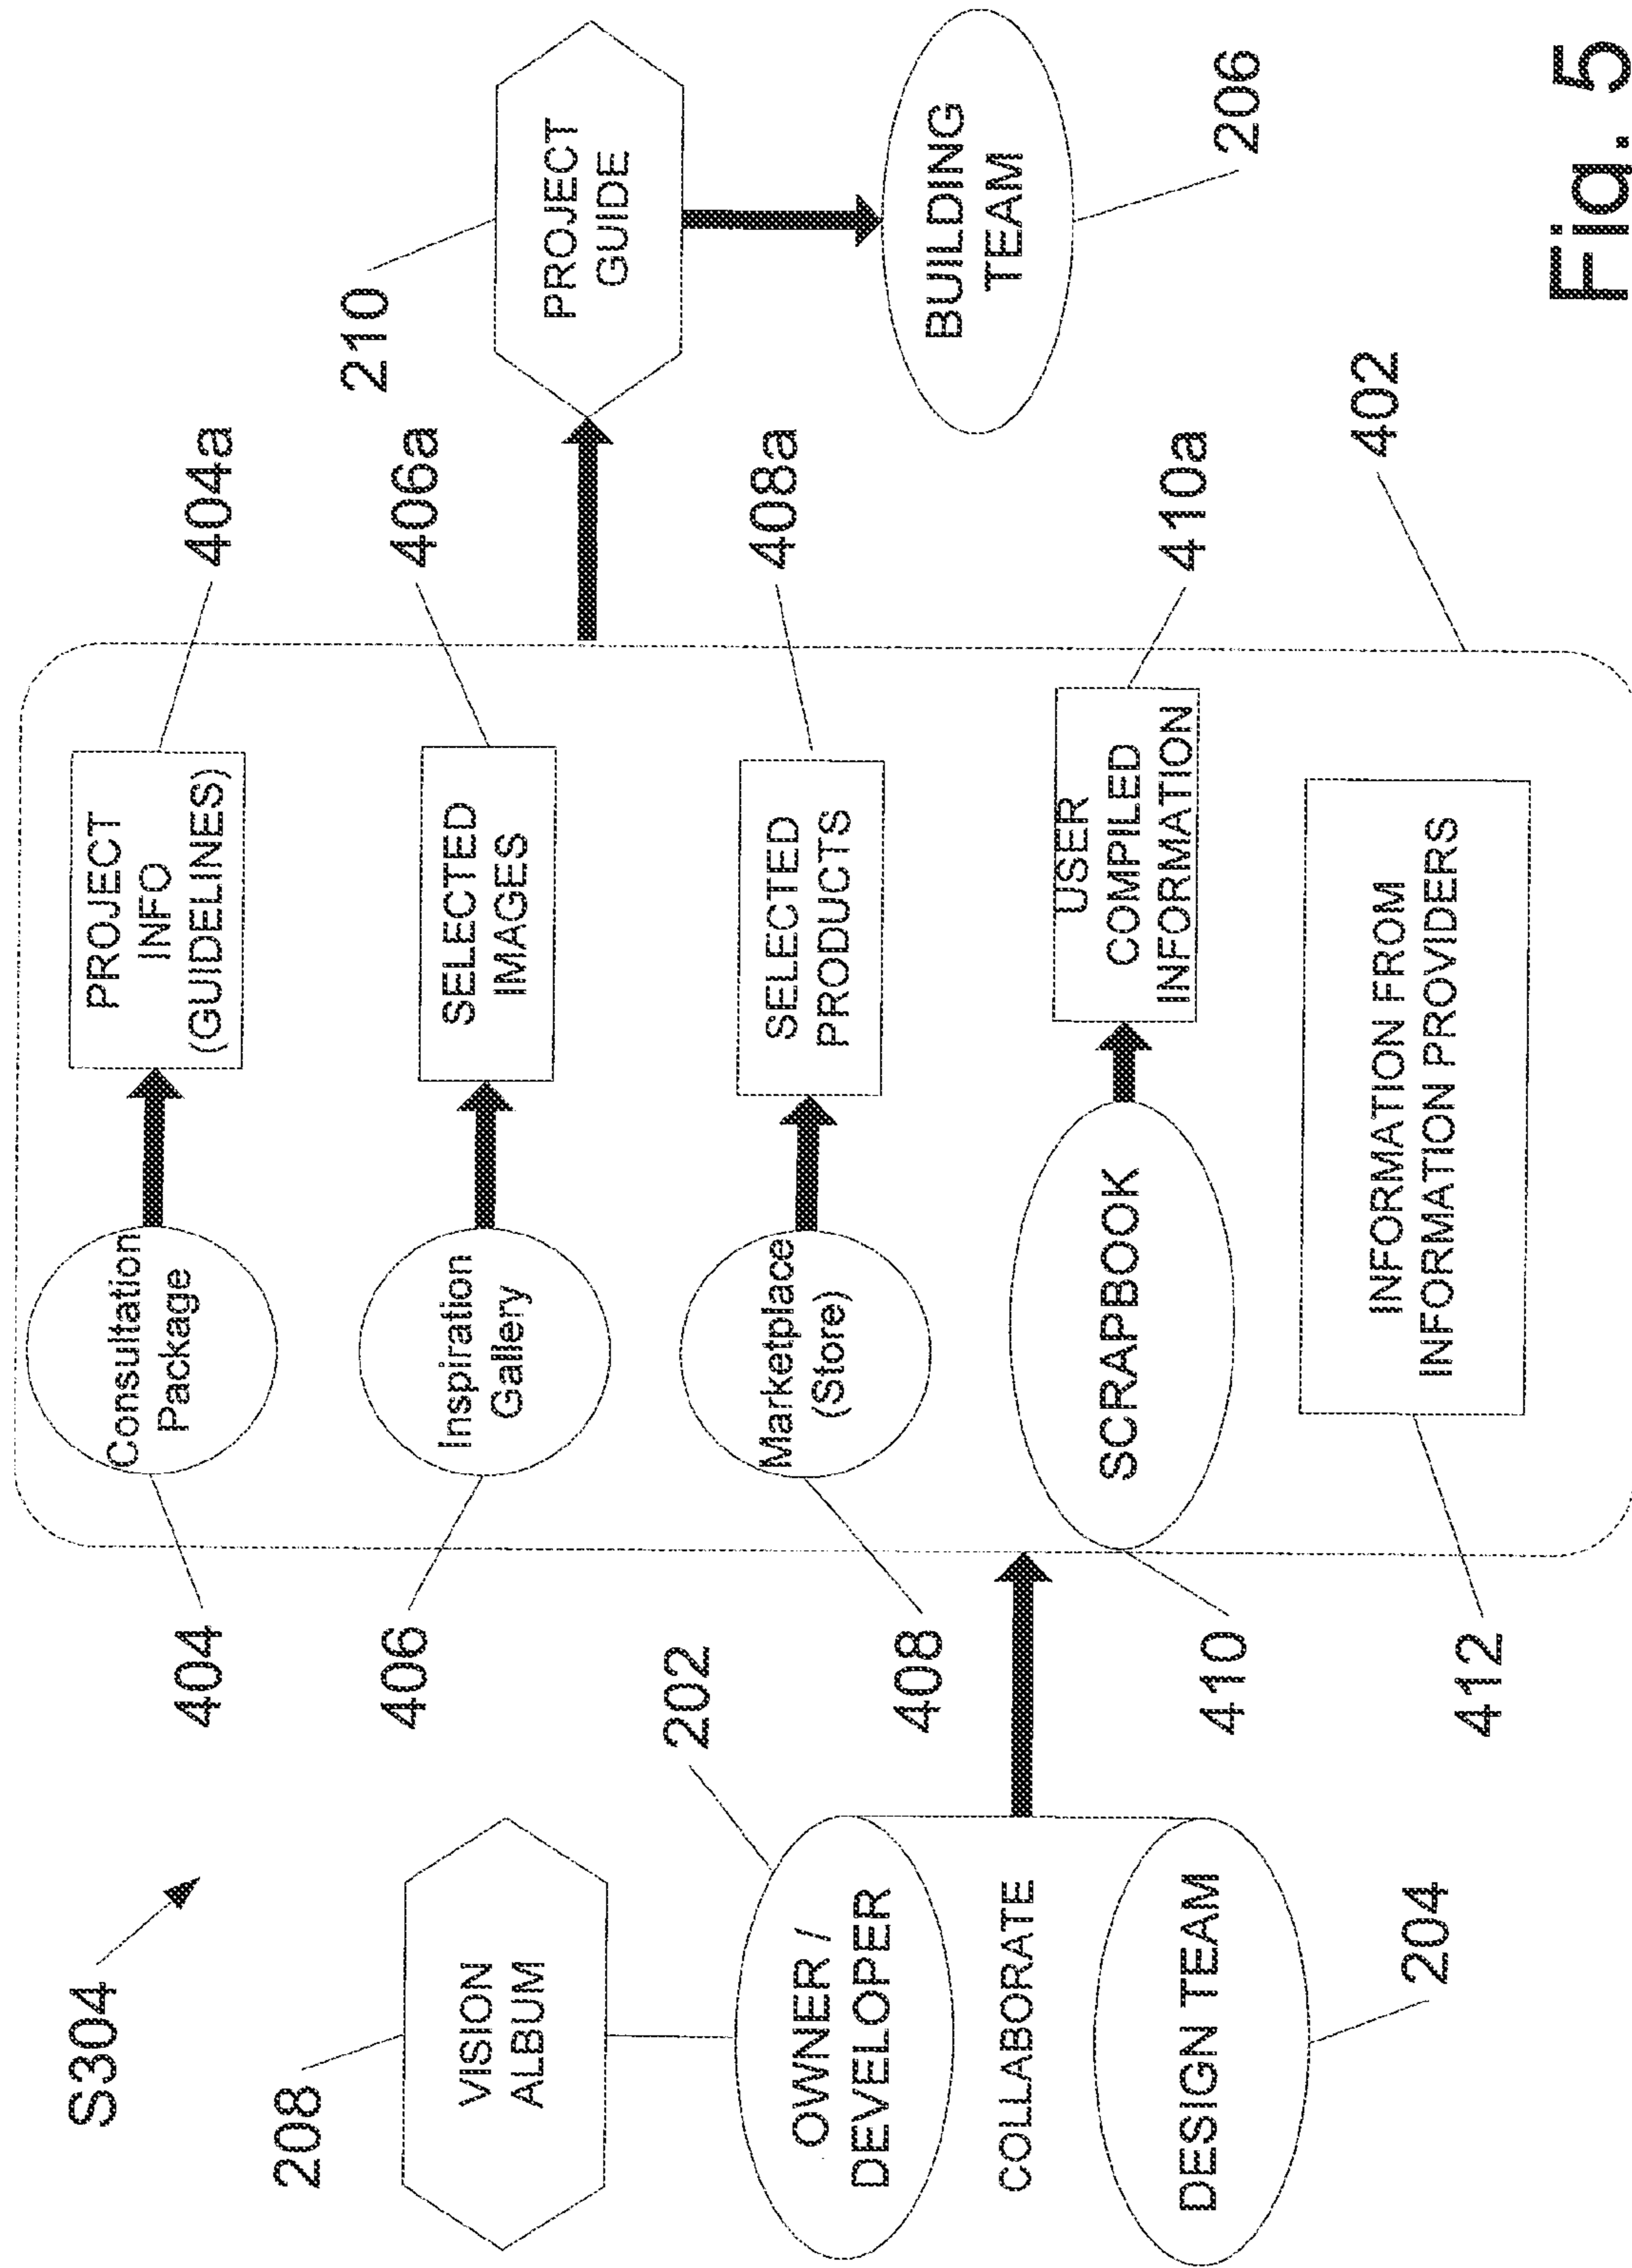 S304
208
VISION
ALBUM
202
OWNER /
DEVELOPER
COLLABORATE
DESIGN TEAM
204
404
Consultation
Package
PROJECT
INFO
(GUIDELINES)
404a
406
Inspiration
Gallery
SELECTED
IMAGES
406a
408
Marketplace
(Store)
SELECTED
PRODUCTS
408a
410
SCRAPBOOK
USER
COMPILED
INFORMATION
410a
412
INFORMATION FROM
INFORMATION PROVIDERS
402
210
PROJECT
GUIDE
BUILDING
TEAM
206
Fig. 5